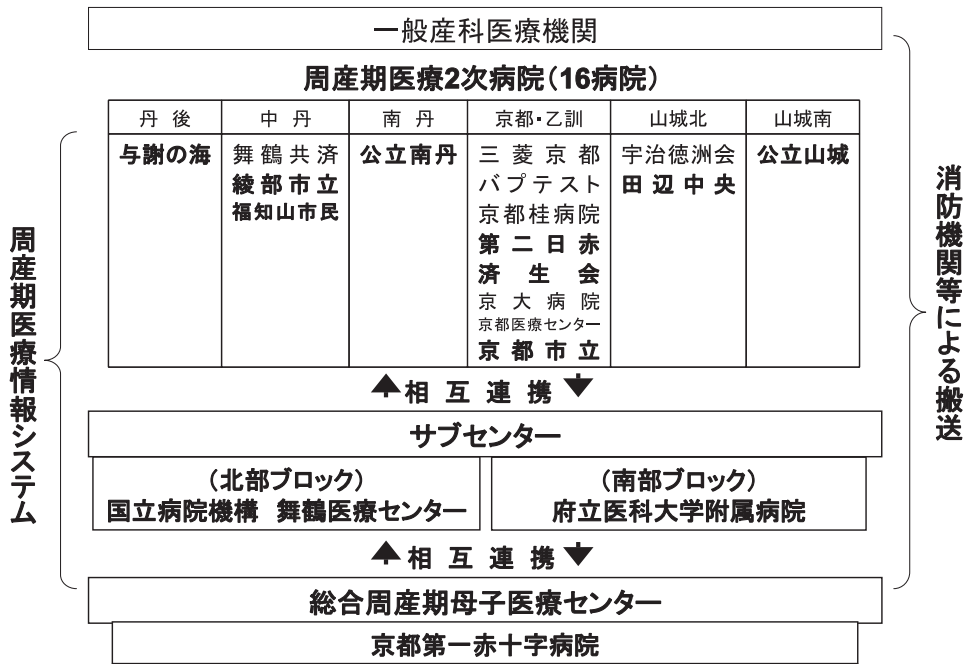 一般産科医療機関
周産期医療2次病院(16病院)
丹後 中丹 南丹 京都・乙訓 山城北 山城南
与謝の海 舞鶴共済 公立南丹 三菱京都 宇治徳洲会 公立山城
綾部市立 バプテスト 田辺中央
福知山市民 京都桂病院
第二日赤
済生会
京大病院
京都医療センター
京都市立
相互連携
サブセンター
(北部ブロック) (南部ブロック)
国立病院機構 舞鶴医療センター 府立医科大学附属病院
相互連携
総合周産期母子医療センター
京都第一赤十字病院
周産期医療情報システム
消防機関等による搬送